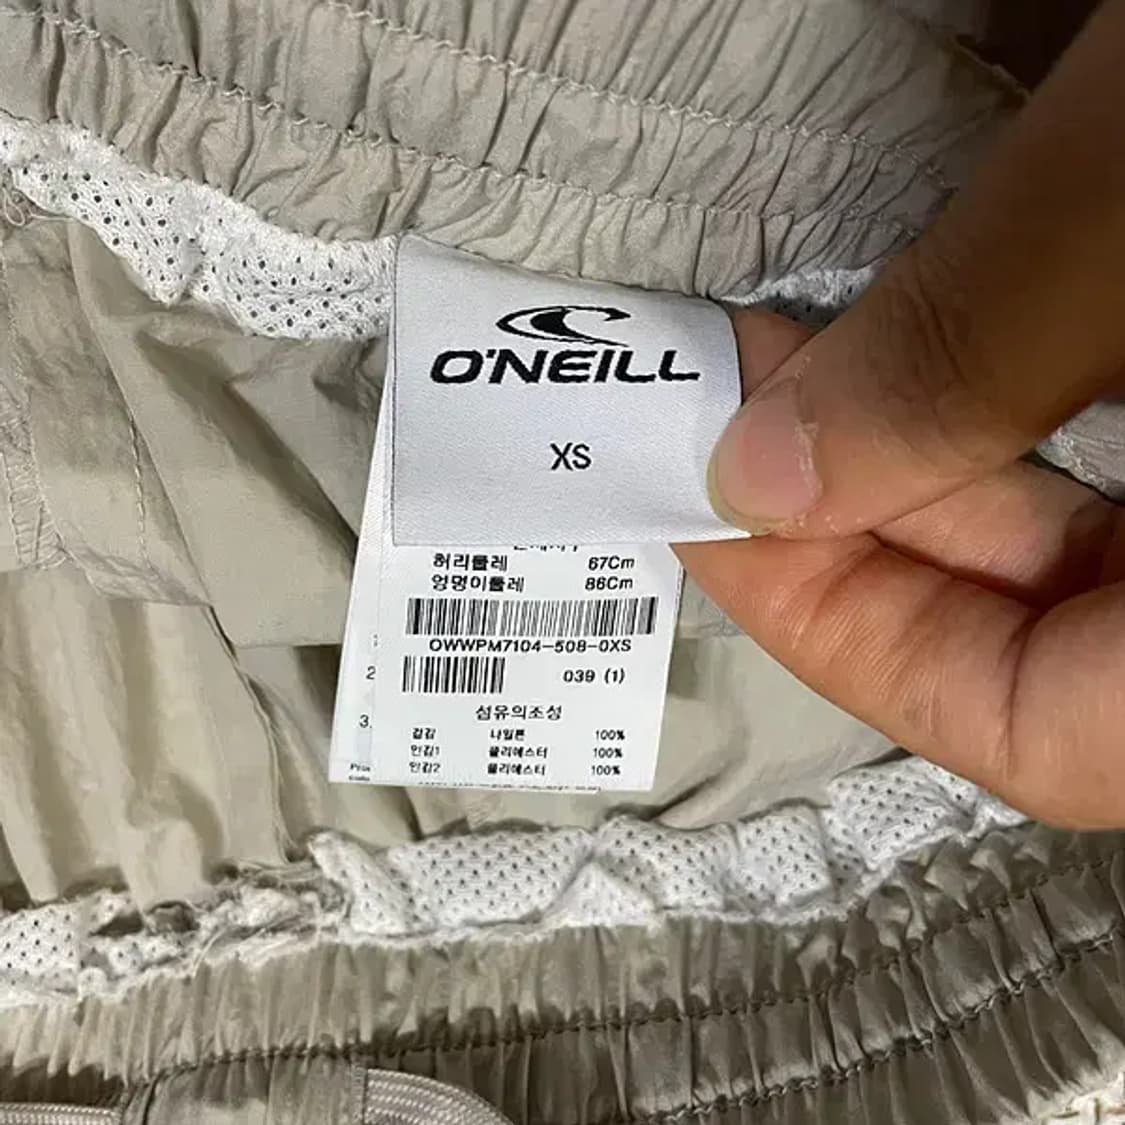 O'NEILL
XS
허리둘레 67Cm
엉덩이둘레 86Cm
OWWPM7104-508-0XS
039 (1)
섬유의조성
겉감 나일론 100%
안감1 폴리에스터 100%
안감2 폴리에스터 100%
2
3.